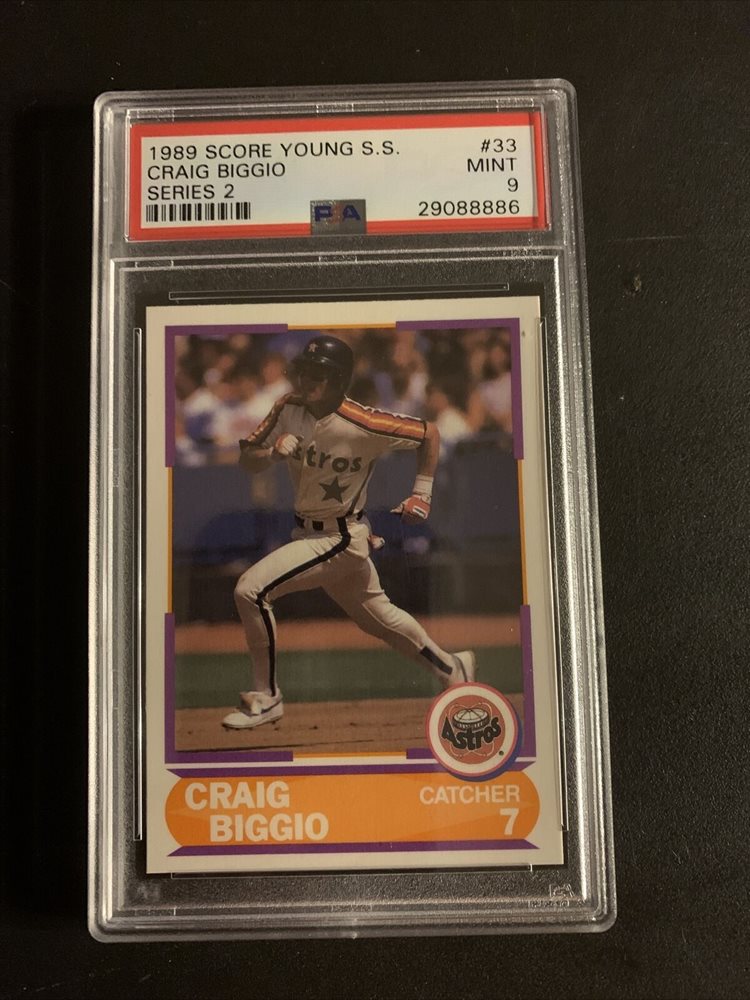 1989 SCORE YOUNG S.S. #33
CRAIG BIGGIO MINT
SERIES 2 9
PSA 29088886
Astros
Astros
CRAIG CATCHER
BIGGIO 7